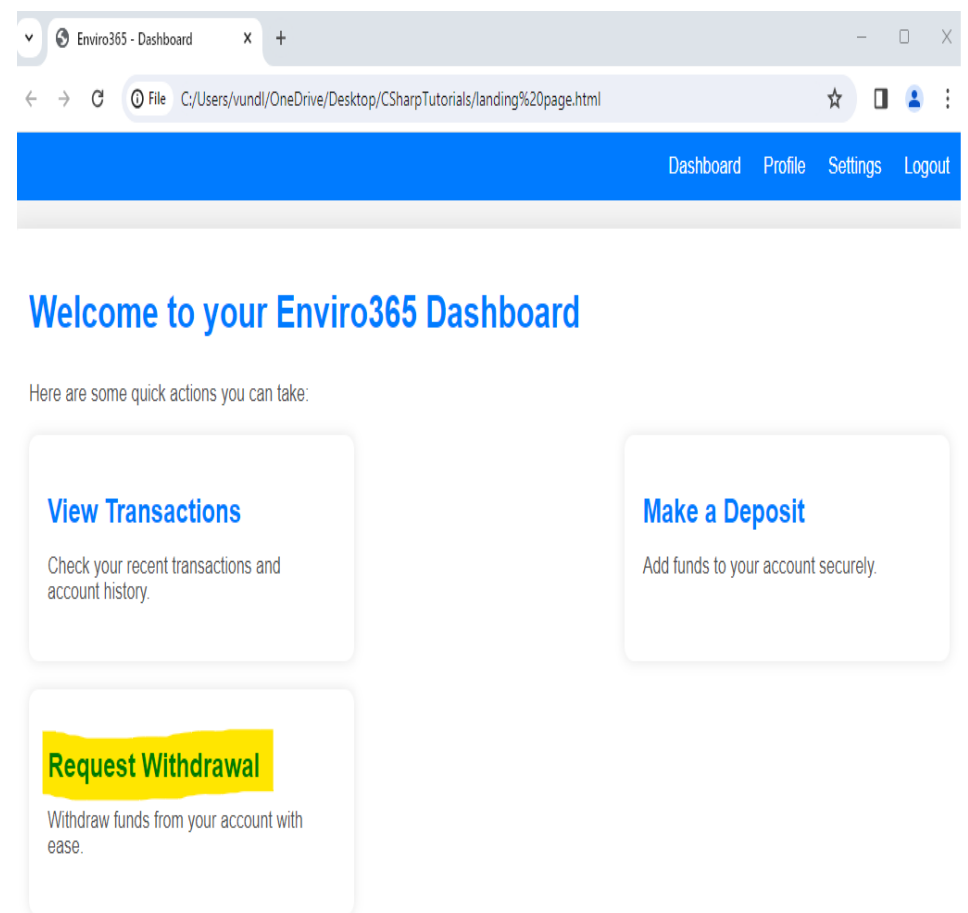 Enviro365 - Dashboard
File C:/Users/vundl/OneDrive/Desktop/CSharpTutorials/landing%20page.html
Dashboard Profile Settings Logout
Welcome to your Enviro365 Dashboard
Here are some quick actions you can take:
View Transactions
Check your recent transactions and
account history.
Make a Deposit
Add funds to your account securely.
Request Withdrawal
Withdraw funds from your account with
ease.